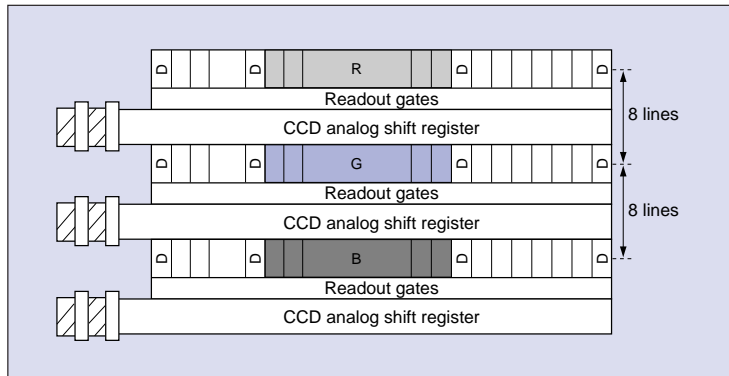 D D R D D
Readout gates
CCD analog shift register
8 lines
D D G D D
Readout gates
CCD analog shift register
8 lines
D D B D D
Readout gates
CCD analog shift register